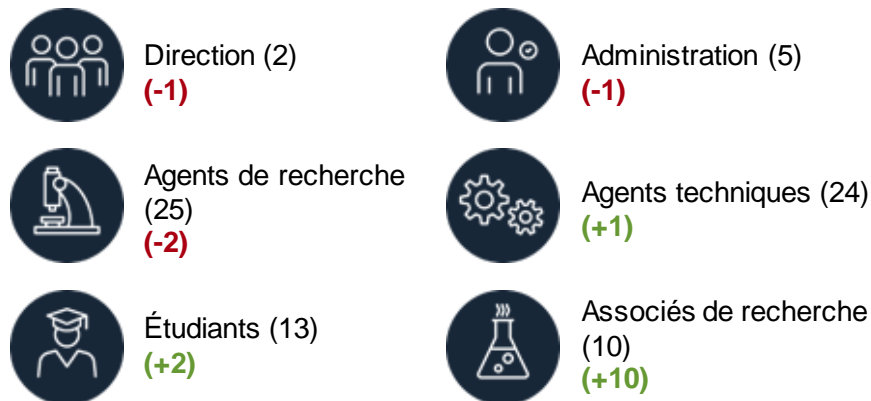 Direction (2)
(-1)
Administration (5)
(-1)
Agents de recherche
(25)
(-2)
Agents techniques (24)
(+1)
Étudiants (13)
(+2)
Associés de recherche
(10)
(+10)